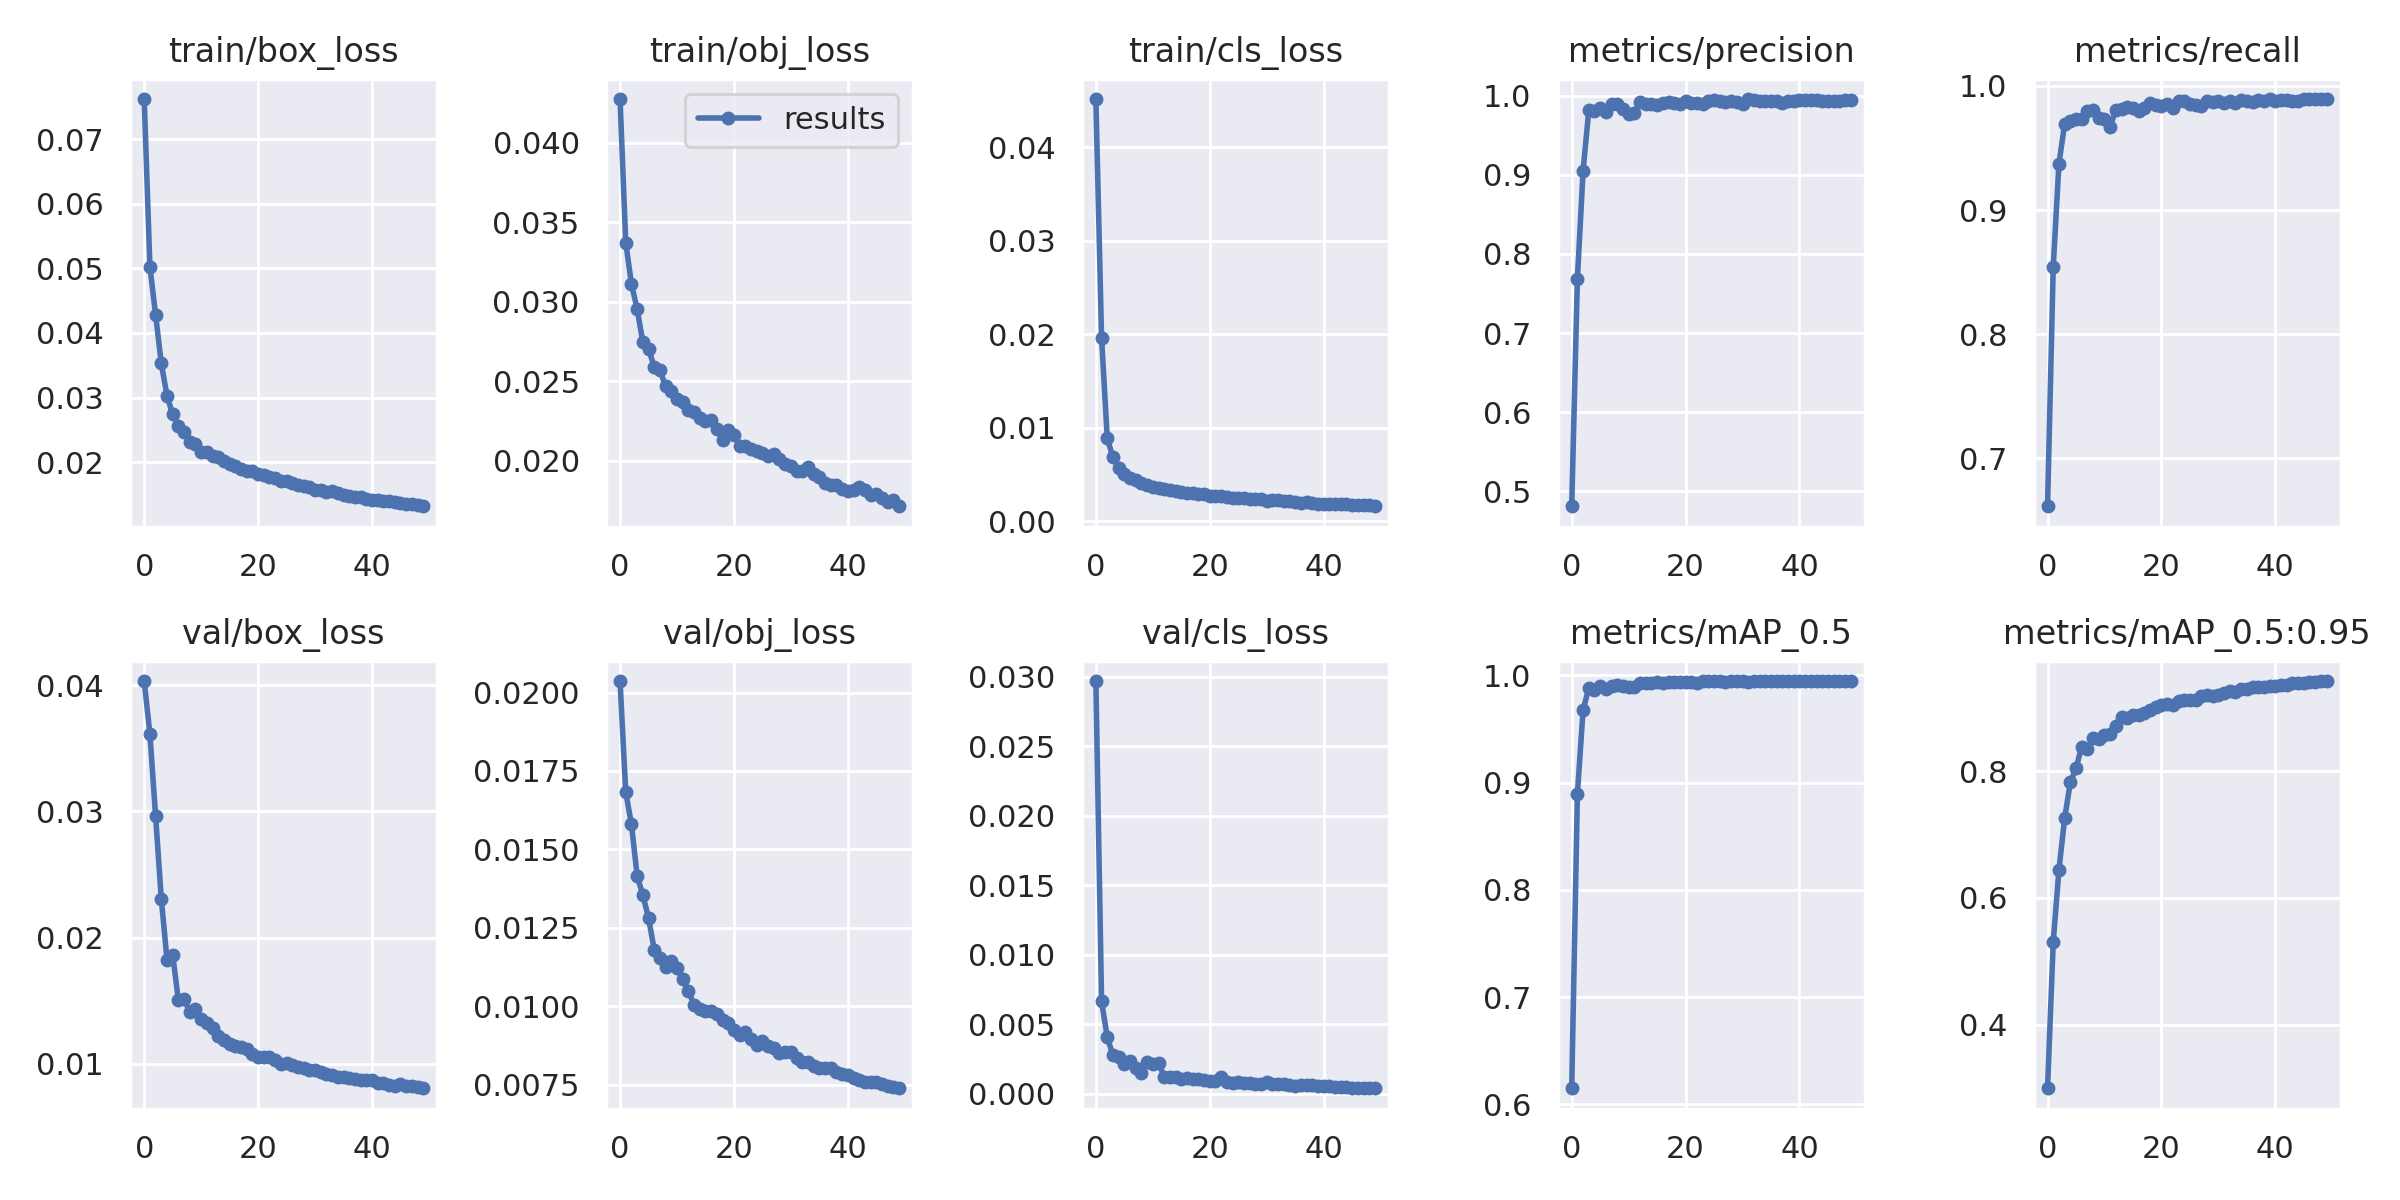 train/box_loss
0.07
0.06
0.05
0.04
0.03
0.02
0 20 40
train/obj_loss
results
0.040
0.035
0.030
0.025
0.020
0 20 40
train/cls_loss
0.04
0.03
0.02
0.01
0.00
0 20 40
metrics/precision
1.0
0.9
0.8
0.7
0.6
0.5
0 20 40
metrics/recall
1.0
0.9
0.8
0.7
0 20 40
val/box_loss
0.04
0.03
0.02
0.01
0 20 40
val/obj_loss
0.0200
0.0175
0.0150
0.0125
0.0100
0.0075
0 20 40
val/cls_loss
0.030
0.025
0.020
0.015
0.010
0.005
0.000
0 20 40
metrics/mAP_0.5
1.0
0.9
0.8
0.7
0.6
0 20 40
metrics/mAP_0.5:0.95
0.8
0.6
0.4
0 20 40